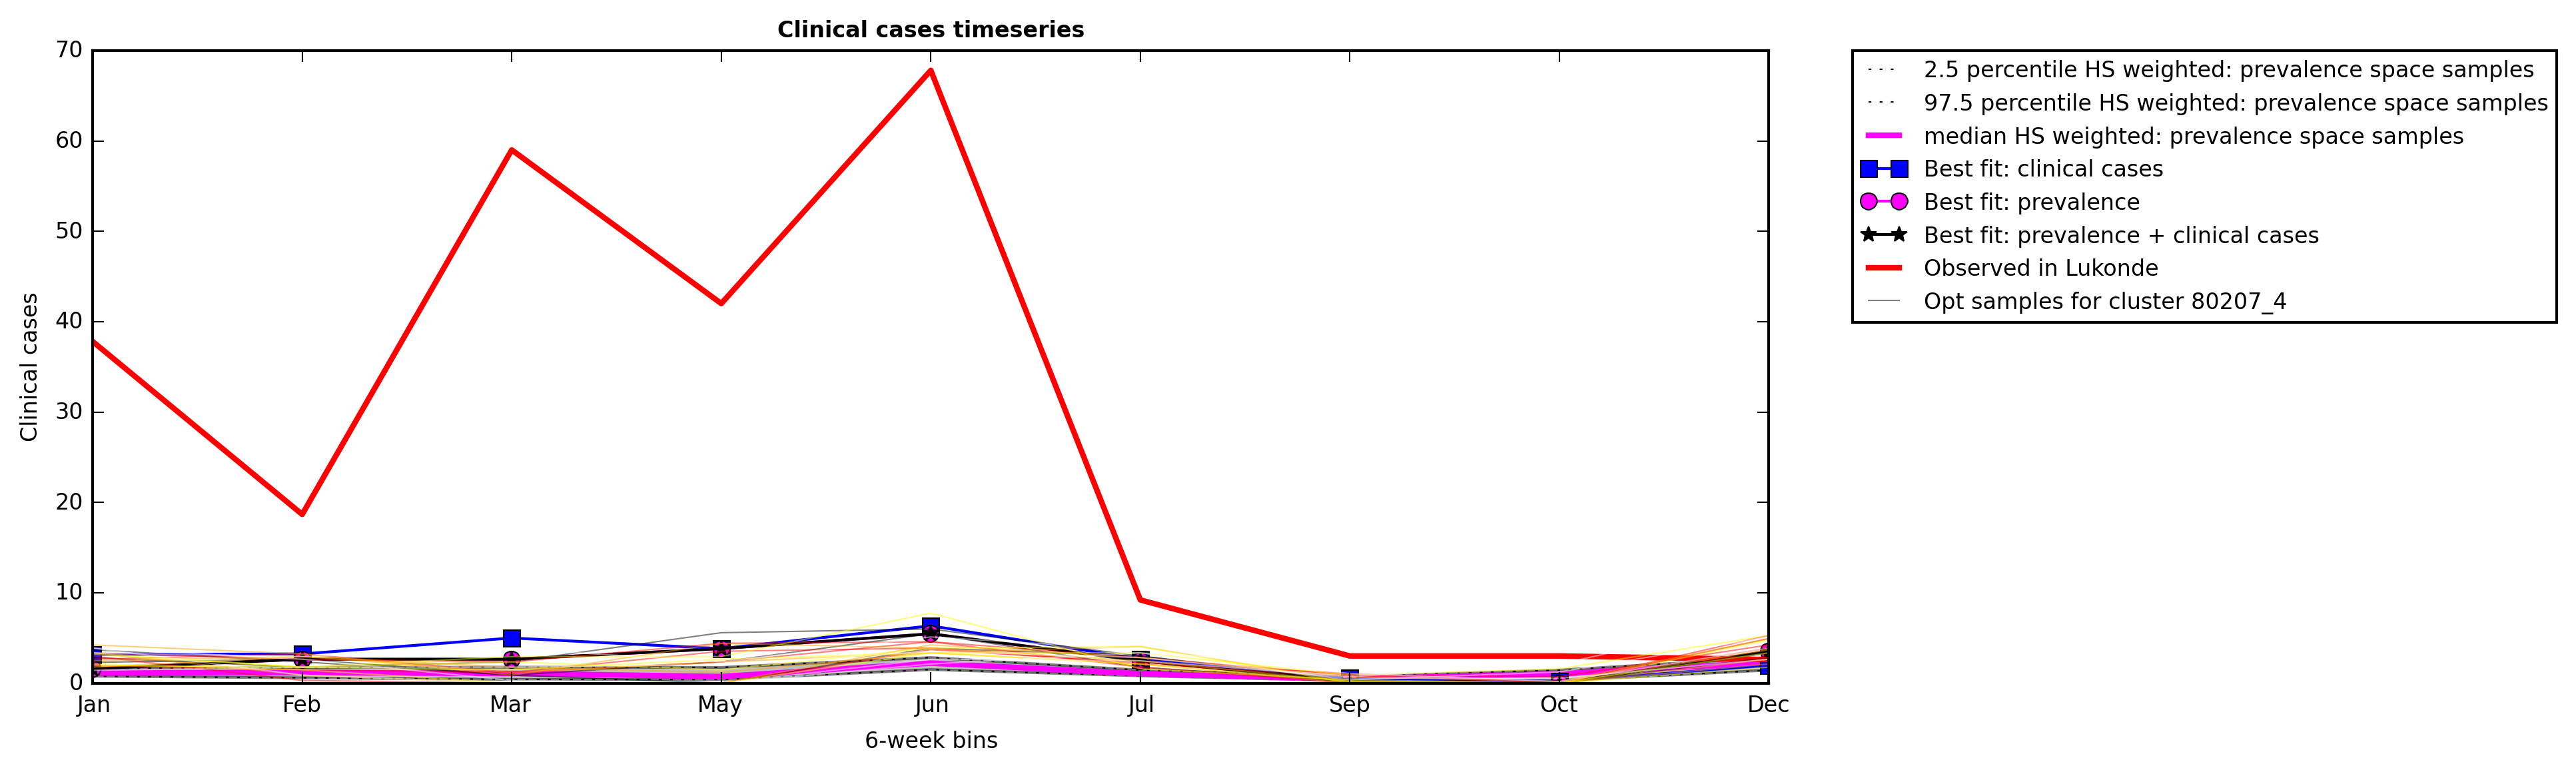 Clinical cases timeseries
70
60
50
40
30
20
10
0
Clinical cases
Jan Feb Mar May Jun Jul Sep Oct Dec
6-week bins
2.5 percentile HS weighted: prevalence space samples
97.5 percentile HS weighted: prevalence space samples
median HS weighted: prevalence space samples
Best fit: clinical cases
Best fit: prevalence
Best fit: prevalence + clinical cases
Observed in Lukonde
Opt samples for cluster 80207_4